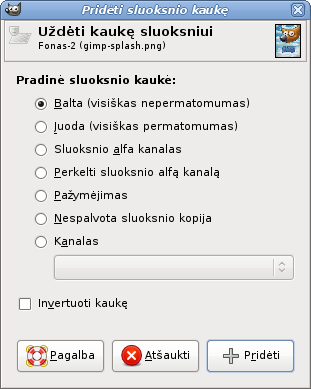 Pridėti sluoksnio kaukę
Uždėti kaukę sluoksniui
Fonas-2 (gimp-splash.png)
Pradinė sluoksnio kaukė:
Balta (visiškas nepermatomumas)
Juoda (visiškas permatomumas)
Sluoksnio alfa kanalas
Perkelti sluoksnio alfą kanalą
Pažymėjimas
Nespalvota sluoksnio kopija
Kanalas
Invertuoti kaukę
Pagalba
Atšaukti
Pridėti